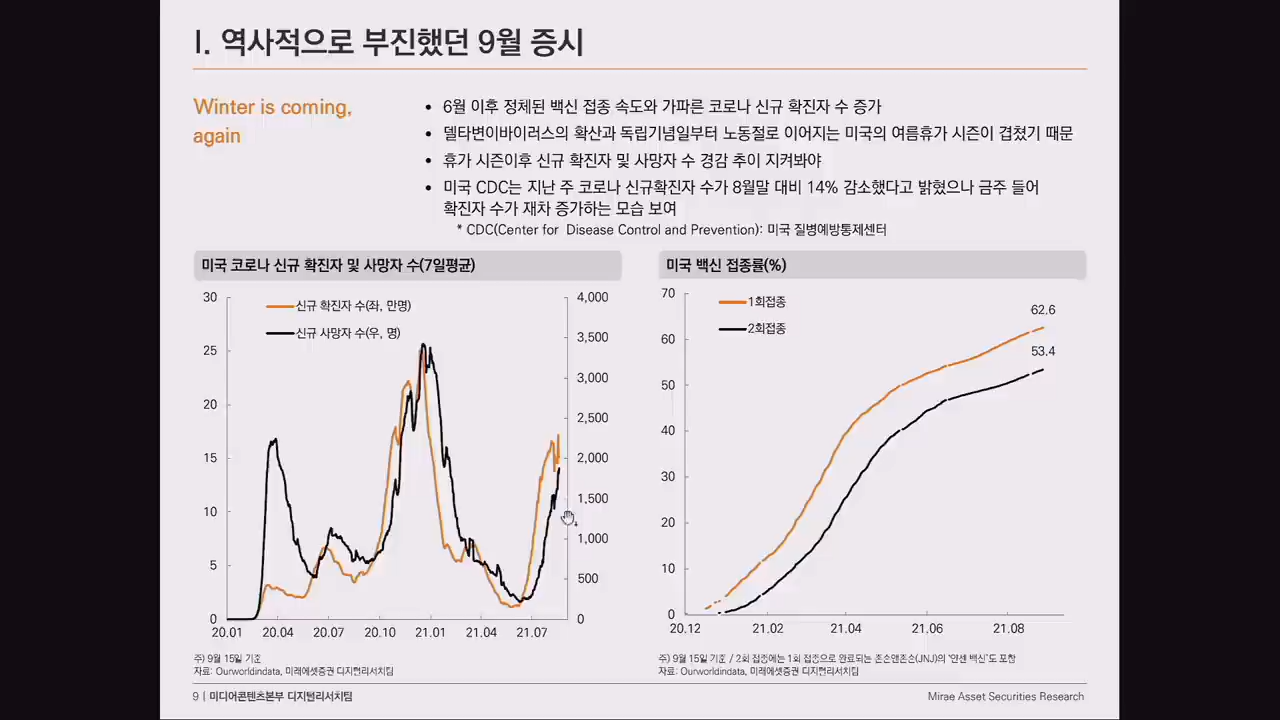 I. 역사적으로 부진했던 9월 증시
Winter is coming,
again
• 6월 이후 정체된 백신 접종 속도와 가파른 코로나 신규 확진자 수 증가
• 델타변이바이러스의 확산과 독립기념일부터 노동절로 이어지는 미국의 여름휴가 시즌이 겹쳤기 때문
• 휴가 시즌이후 신규 확진자 및 사망자 수 경감 추이 지켜봐야
• 미국 CDC는 지난 주 코로나 신규확진자 수가 8월말 대비 14% 감소했다고 밝혔으나 금주 들어
확진자 수가 재차 증가하는 모습 보여
* CDC(Center for Disease Control and Prevention): 미국 질병예방통제센터
미국 코로나 신규 확진자 및 사망자 수(7일평균)
30
25
20
15
10
5
0
신규 확진자 수(좌, 만명)
신규 사망자 수(우, 명)
4,000
3,500
3,000
2,500
2,000
1,500
1,000
500
0
20.01 20.04 20.07 20.10 21.01 21.04 21.07
주) 9월 15일 기준
자료: Ourworldindata, 미래에셋증권 디지털리서치팀
미국 백신 접종률(%)
70
60
50
40
30
20
10
0
1회접종
2회접종
62.6
53.4
20.12 21.02 21.04 21.06 21.08
주) 9월 15일 기준 / 2회 접종에는 1회 접종으로 완료되는 존슨앤존슨(JNJ)의 '얀센 백신'도 포함
자료: Ourworldindata, 미래에셋증권 디지털리서치팀
9 | 미디어콘텐츠본부 디지털리서치팀
Mirae Asset Securities Research